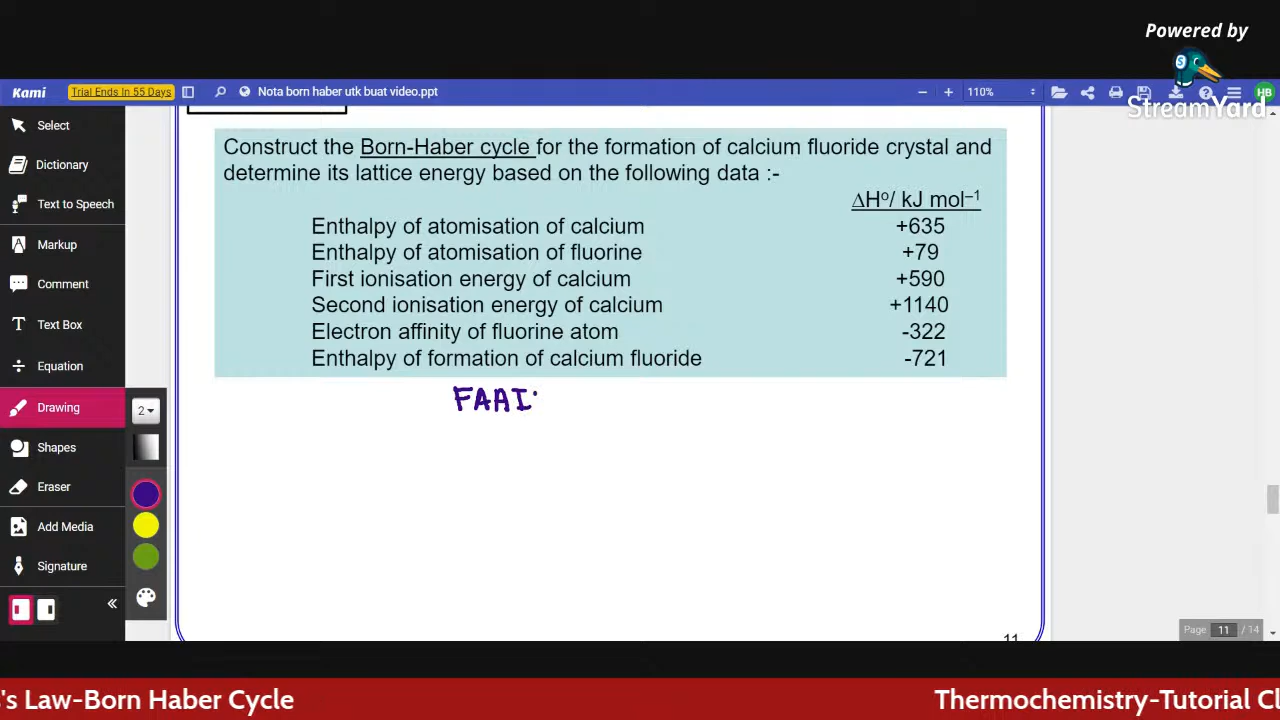 Powered by
StreamYard
Kami
Trial Ends In 55 Days
Nota born haber utk buat video.ppt
110%
HB
Select
Dictionary
Text to Speech
Markup
Comment
Text Box
Equation
Drawing
Shapes
Eraser
Add Media
Signature
2
Construct the Born-Haber cycle for the formation of calcium fluoride crystal and
determine its lattice energy based on the following data :-
ΔHº/ kJ mol⁻¹
Enthalpy of atomisation of calcium +635
Enthalpy of atomisation of fluorine +79
First ionisation energy of calcium +590
Second ionisation energy of calcium +1140
Electron affinity of fluorine atom -322
Enthalpy of formation of calcium fluoride -721
FAAI
11
Page 11 / 14
's Law-Born Haber Cycle
Thermochemistry-Tutorial Cl